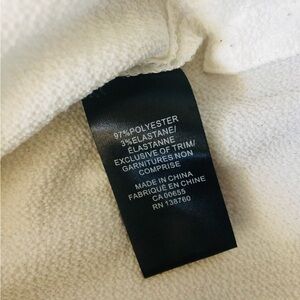 97%POLYESTER
3%ELASTANE/
ÉLASTANNE
EXCLUSIVE OF TRIM/
GARNITURES NON
COMPRISE
MADE IN CHINA
FABRIQUÉ EN CHINE
CA 00655
RN 138760